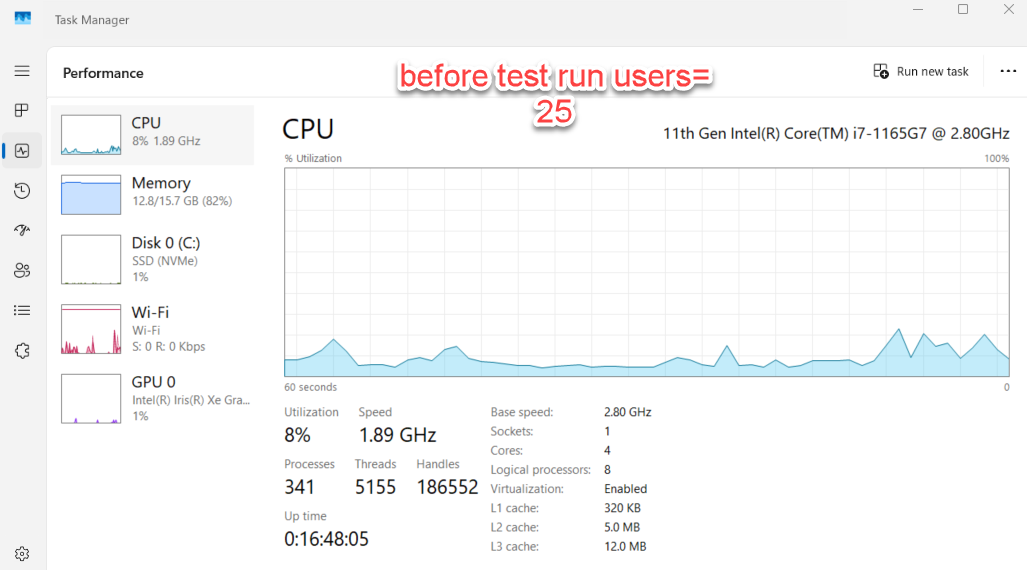 Task Manager
Performance
before test run users=
25
Run new task
CPU
8% 1.89 GHz
Memory
12.8/15.7 GB (82%)
Disk 0 (C:)
SSD (NVMe)
1%
Wi-Fi
Wi-Fi
S: 0 R: 0 Kbps
GPU 0
Intel(R) Iris(R) Xe Gra...
1%
CPU
11th Gen Intel(R) Core(TM) i7-1165G7 @ 2.80GHz
% Utilization
100%
60 seconds
0
Utilization
Speed
8%
1.89 GHz
Processes
Threads
Handles
341
5155
186552
Up time
0:16:48:05
Base speed:
2.80 GHz
Sockets:
1
Cores:
4
Logical processors:
8
Virtualization:
Enabled
L1 cache:
320 KB
L2 cache:
5.0 MB
L3 cache:
12.0 MB